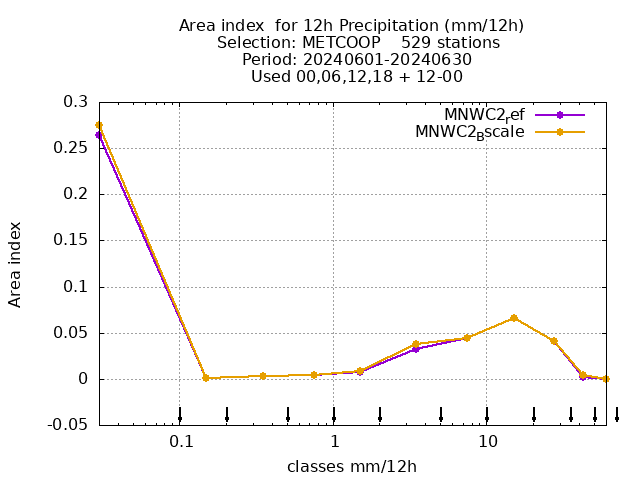 Area index  for 12h Precipitation (mm/12h)
Selection: METCOOP    529 stations
Period: 20240601-20240630
Used 00,06,12,18 + 12-00
MNWC2ref
MNWC2Bscale
0.3
0.25
0.2
0.15
0.1
0.05
0
-0.05
Area index
0.1
1
10
classes mm/12h